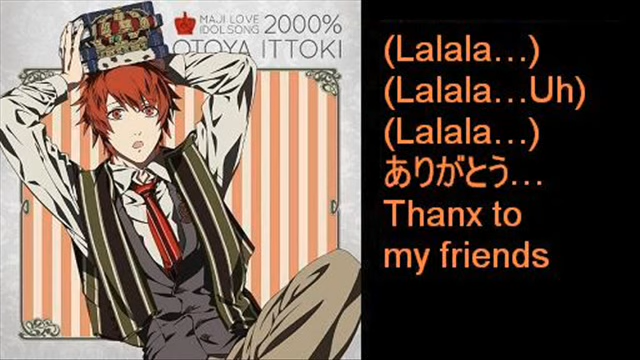 MAJI LOVE
IDOL SONG
2000%
OTOYA ITTOKI
(Lalala...)
(Lalala...Uh)
(Lalala...)
ありがとう...
Thanx to
my friends